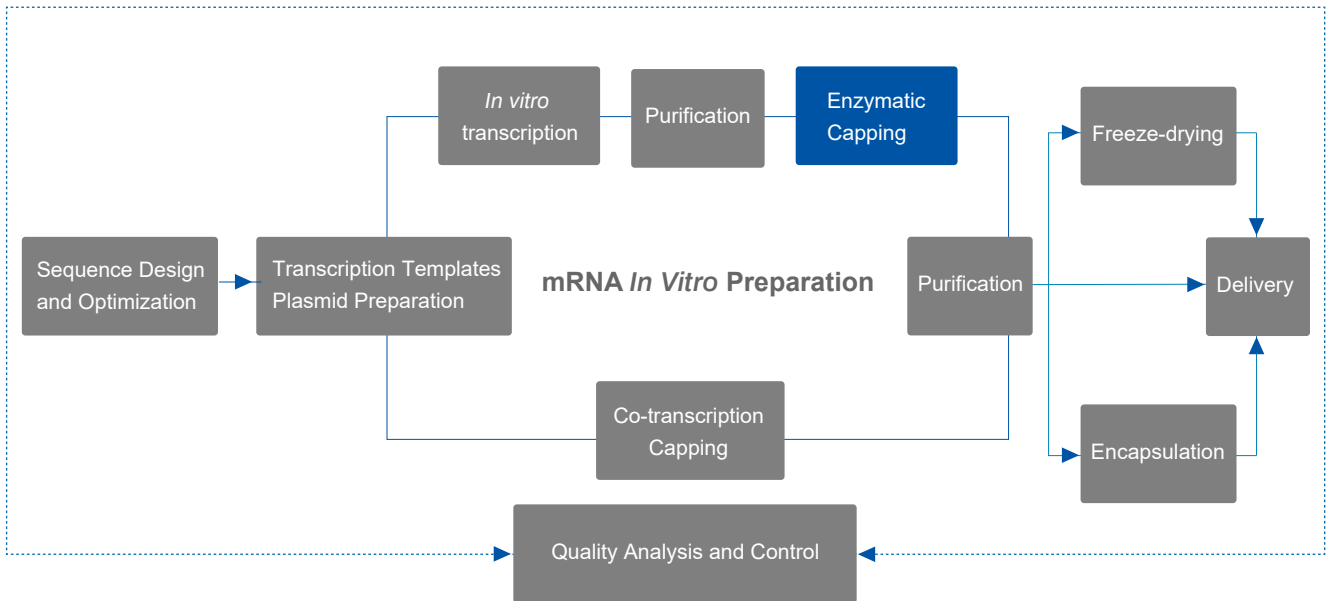 In vitro
transcription
Purification
Enzymatic
Capping
Freeze-drying
Sequence Design
and Optimization
Transcription Templates
Plasmid Preparation
mRNA In Vitro Preparation
Purification
Delivery
Co-transcription
Capping
Encapsulation
Quality Analysis and Control